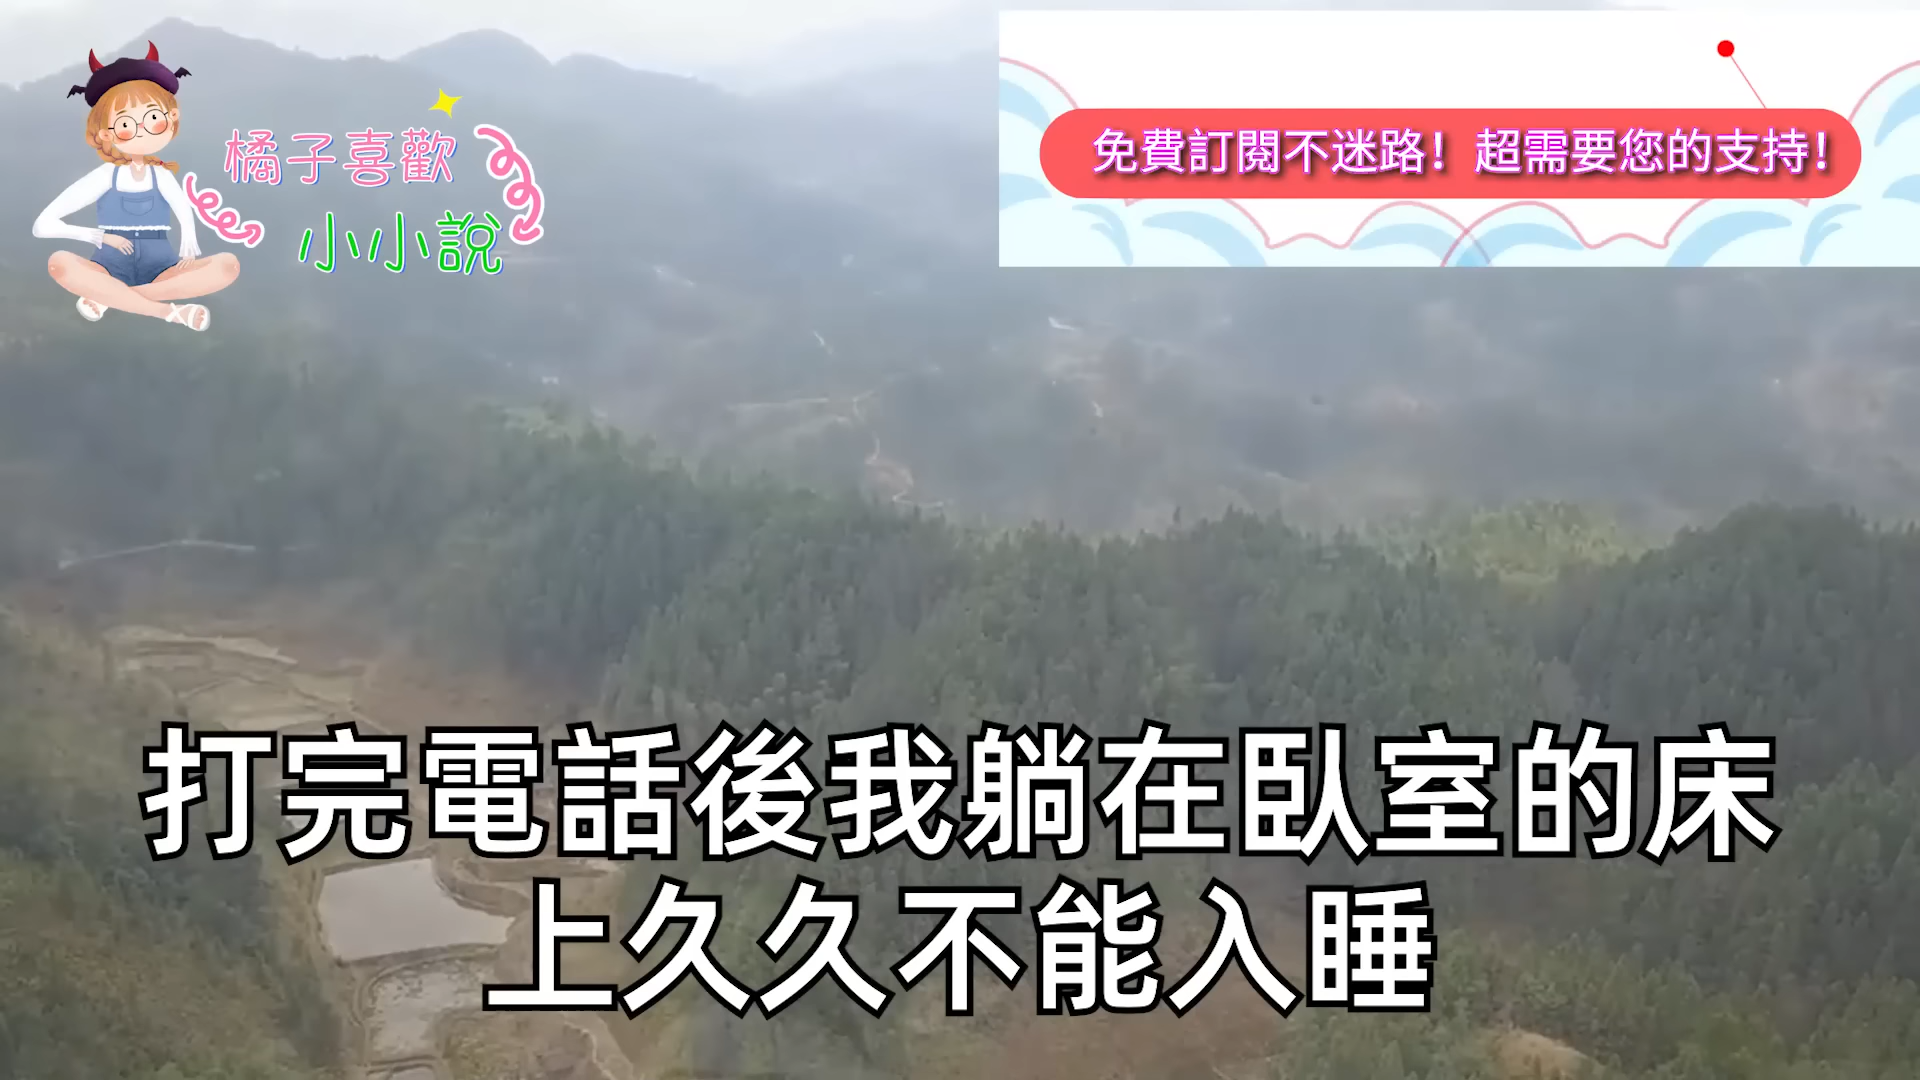 橘子喜歡
小小說
免費訂閱不迷路！超需要您的支持！
打完電話後我躺在臥室的床
上久久不能入睡